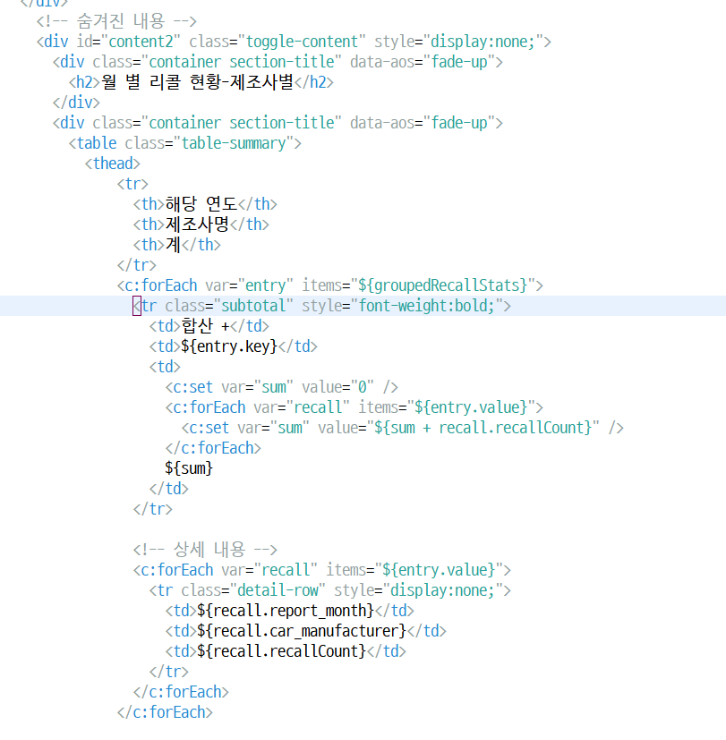 </div>
<!-- 숨겨진 내용 -->
<div id="content2" class="toggle-content" style="display:none;">
<div class="container section-title" data-aos="fade-up">
<h2>월 별 리콜 현황-제조사별</h2>
</div>
<div class="container section-title" data-aos="fade-up">
<table class="table-summary">
<thead>
<tr>
<th>해당 연도</th>
<th>제조사명</th>
<th>계</th>
</tr>
<c:forEach var="entry" items="${groupedRecallStats}">
<tr class="subtotal" style="font-weight:bold;">
<td>합산 +</td>
<td>${entry.key}</td>
<td>
<c:set var="sum" value="0" />
<c:forEach var="recall" items="${entry.value}">
<c:set var="sum" value="${sum + recall.recallCount}" />
</c:forEach>
${sum}
</td>
</tr>
<!-- 상세 내용 -->
<c:forEach var="recall" items="${entry.value}">
<tr class="detail-row" style="display:none;">
<td>${recall.report_month}</td>
<td>${recall.car_manufacturer}</td>
<td>${recall.recallCount}</td>
</tr>
</c:forEach>
</c:forEach>